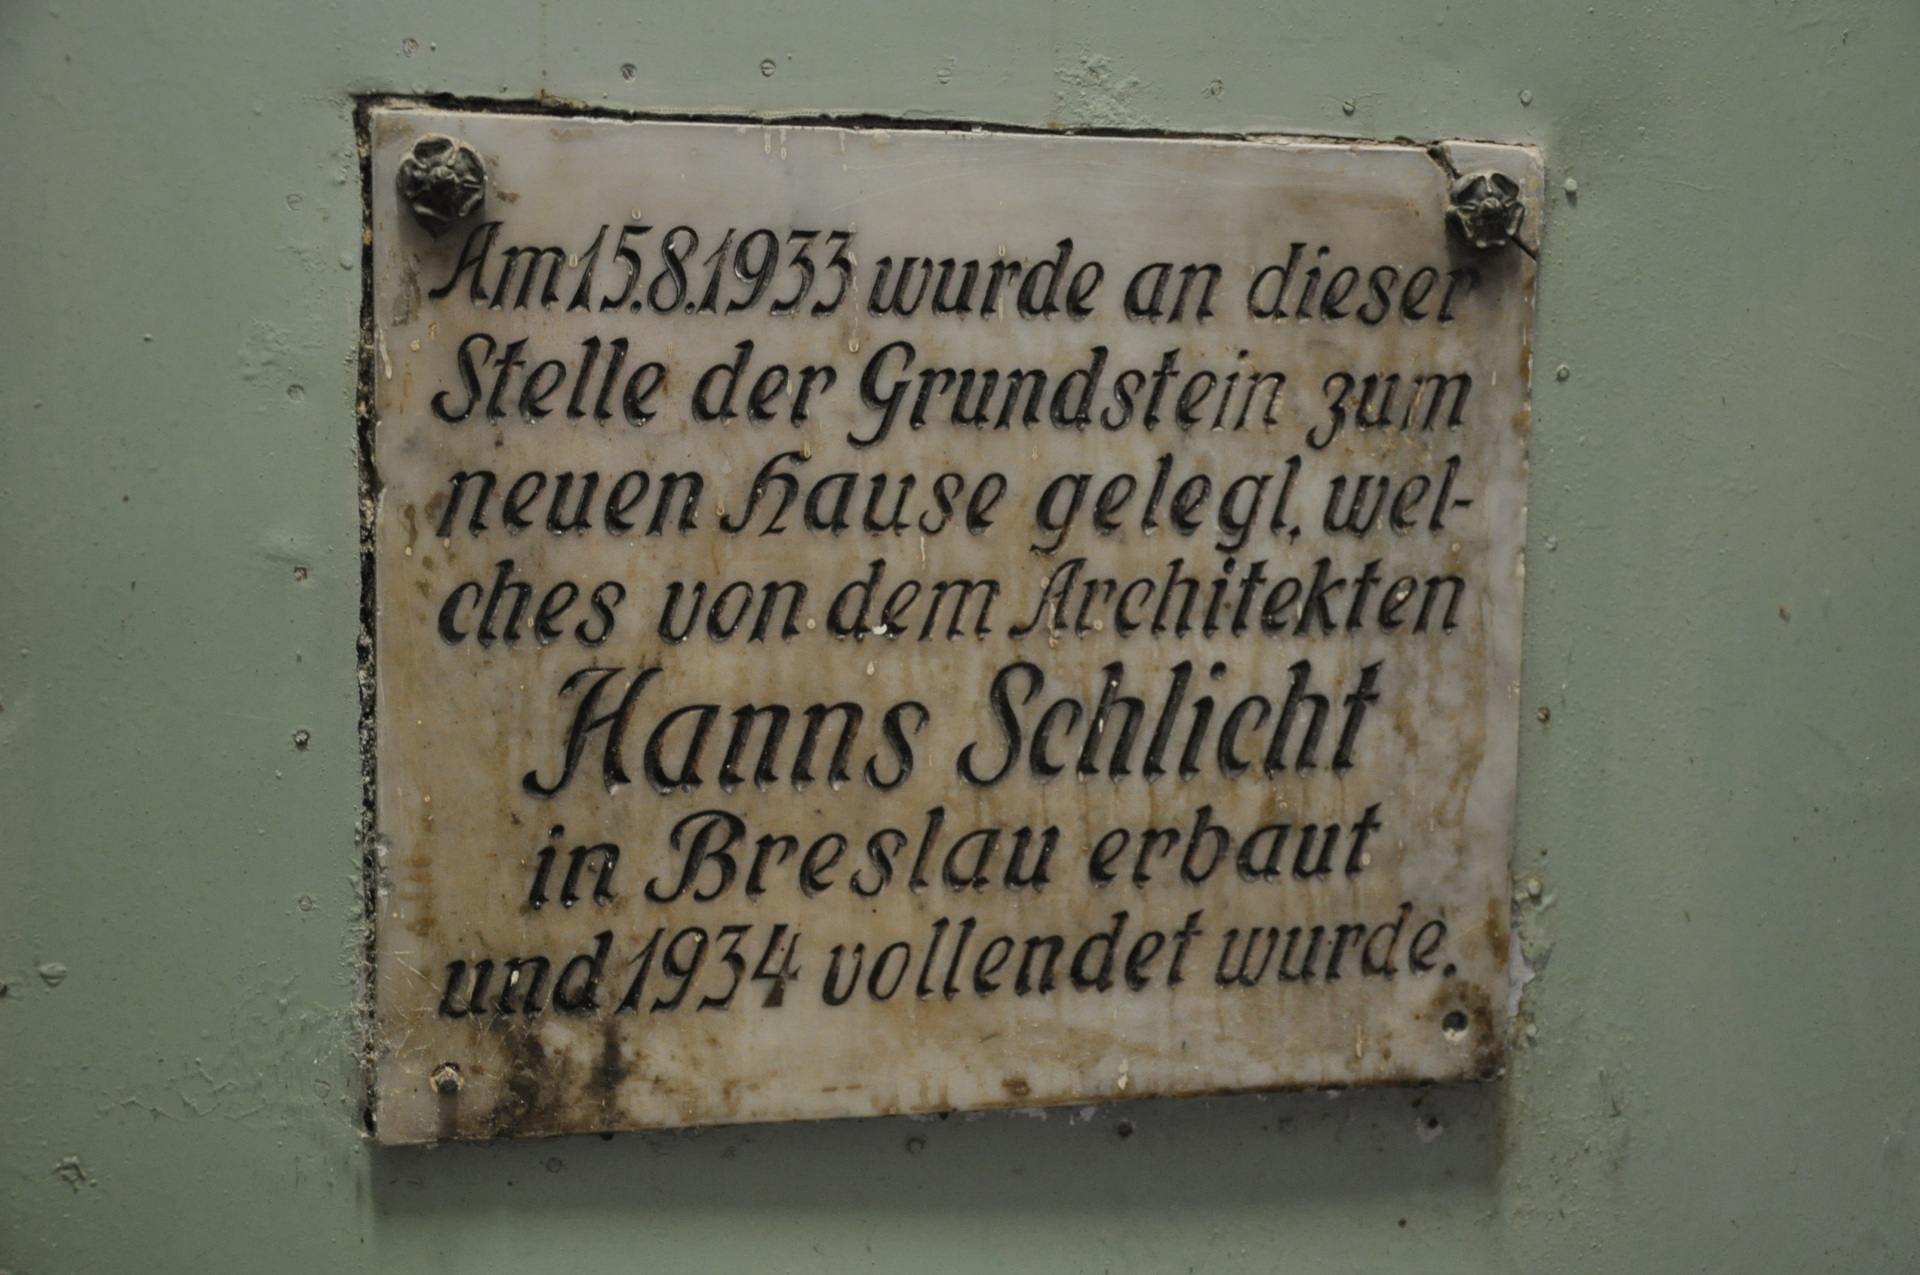 Am 15.8.1933 wurde an dieser
Stelle der Grundstein zum
neuen Hause gelegt, wel-
ches von dem Architekten
Hanns Schlicht
in Breslau erbaut
und 1934 vollendet wurde.